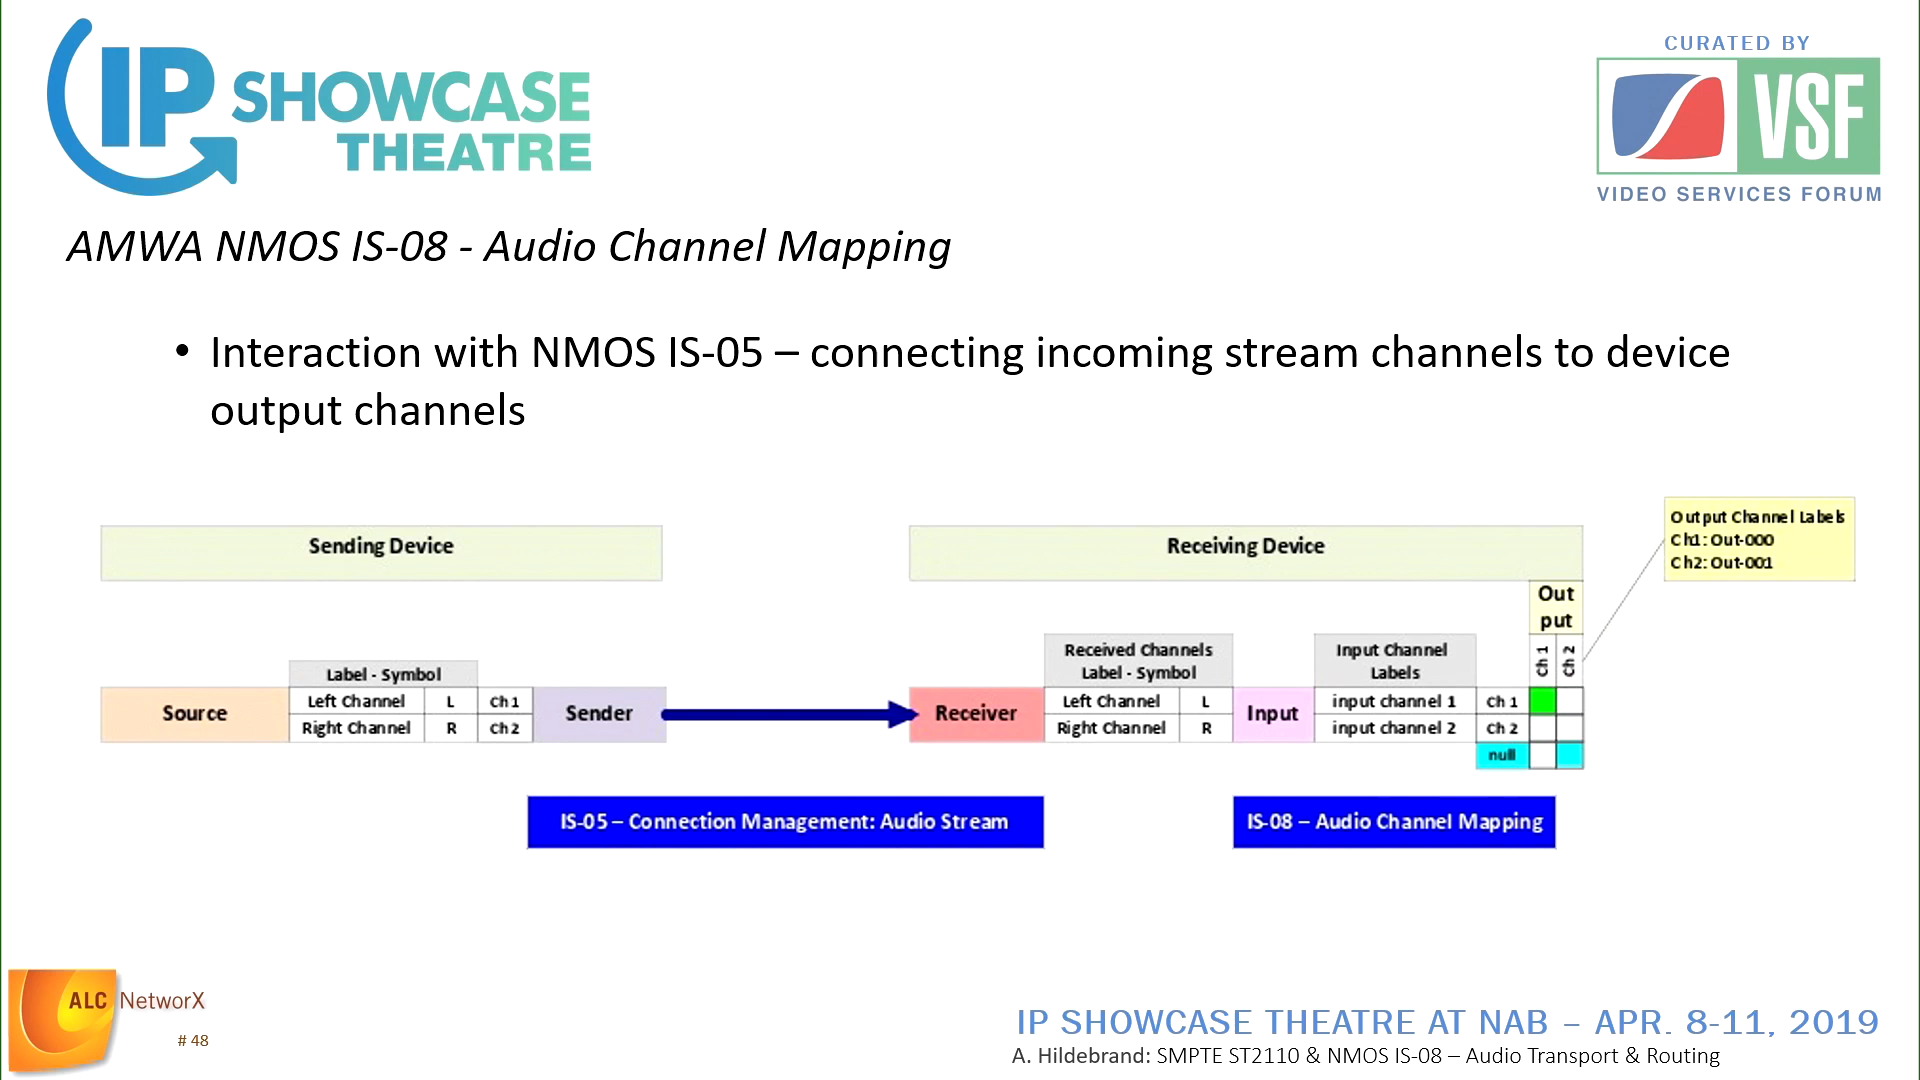 IP SHOWCASE
THEATRE
CURATED BY
VSF
VIDEO SERVICES FORUM
AMWA NMOS IS-08 - Audio Channel Mapping
• Interaction with NMOS IS-05 – connecting incoming stream channels to device
output channels
Output Channel Labels
Ch1: Out-000
Ch2: Out-001
Sending Device
Receiving Device
Out
put
Ch 1
Ch 2
Label - Symbol
Received Channels
Label - Symbol
Input Channel
Labels
Source
Left Channel L Ch 1
Right Channel R Ch 2
Sender
Receiver
Left Channel L
Right Channel R
Input
input channel 1 Ch 1
input channel 2 Ch 2
null
IS-05 – Connection Management: Audio Stream
IS-08 – Audio Channel Mapping
ALC NetworX
# 48
IP SHOWCASE THEATRE AT NAB – APR. 8-11, 2019
A. Hildebrand: SMPTE ST2110 & NMOS IS-08 – Audio Transport & Routing